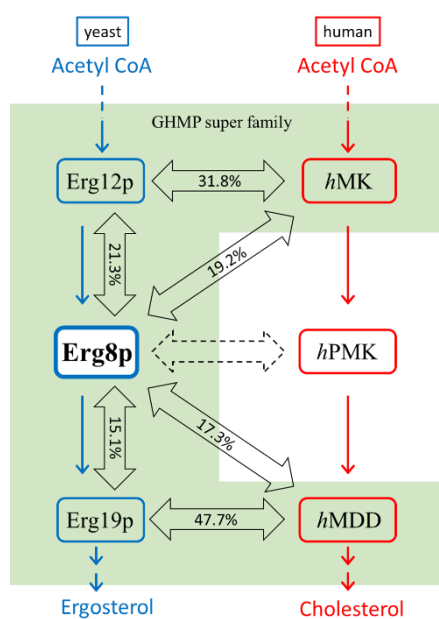 yeast
human
Acetyl CoA
Acetyl CoA
GHMP super family
Erg12p
31.8%
hMK
21.3%
19.2%
Erg8p
hPMK
15.1%
17.3%
Erg19p
47.7%
hMDD
Ergosterol
Cholesterol